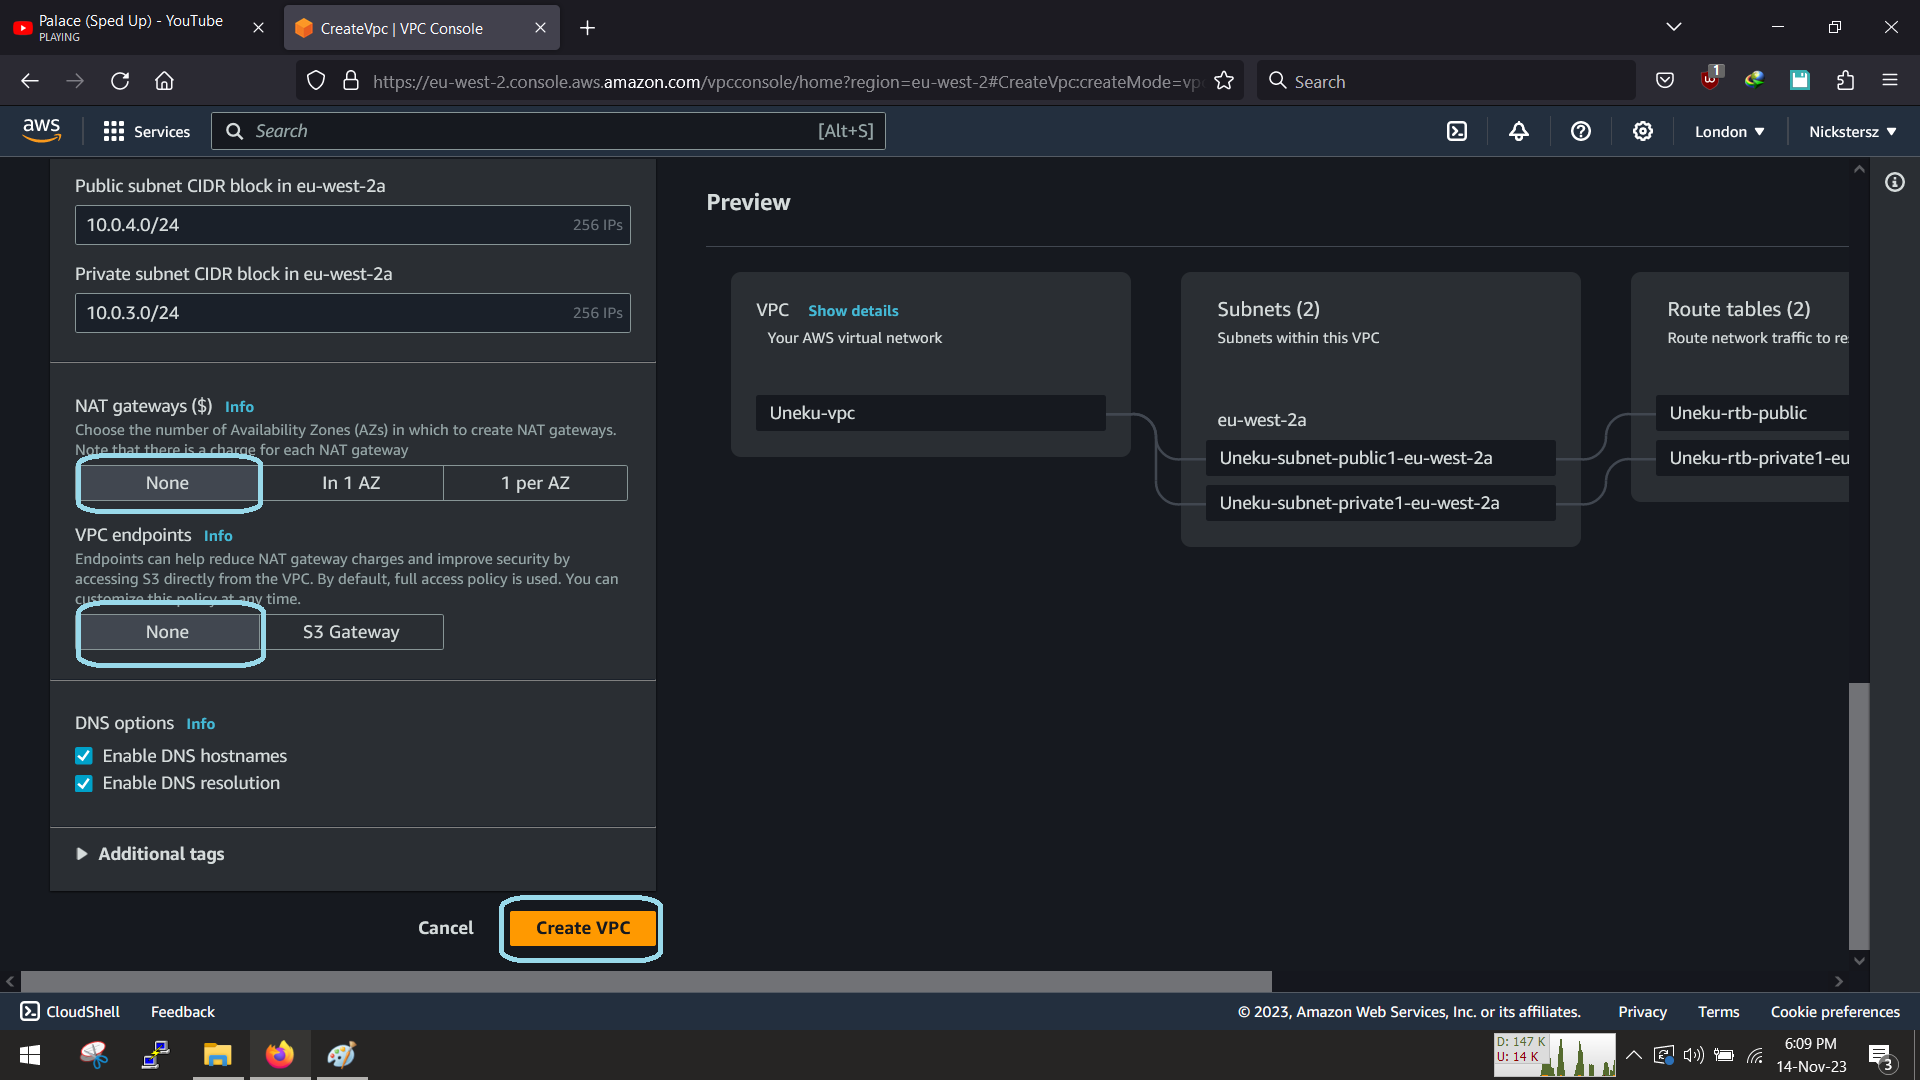 Palace (Sped Up) - YouTube
PLAYING
CreateVpc | VPC Console
https://eu-west-2.console.aws.amazon.com/vpcconsole/home?region=eu-west-2#CreateVpc:createMode=vp
Search
1
aws
Services
Search
[Alt+S]
London
Nickstersz
Public subnet CIDR block in eu-west-2a
10.0.4.0/24
256 IPs
Private subnet CIDR block in eu-west-2a
10.0.3.0/24
256 IPs
NAT gateways ($) Info
Choose the number of Availability Zones (AZs) in which to create NAT gateways.
Note that there is a charge for each NAT gateway
None
In 1 AZ
1 per AZ
VPC endpoints Info
Endpoints can help reduce NAT gateway charges and improve security by
accessing S3 directly from the VPC. By default, full access policy is used. You can
customize this policy at any time.
None
S3 Gateway
DNS options Info
Enable DNS hostnames
Enable DNS resolution
Additional tags
Cancel
Create VPC
Preview
VPC Show details
Your AWS virtual network
Uneku-vpc
Subnets (2)
Subnets within this VPC
eu-west-2a
Uneku-subnet-public1-eu-west-2a
Uneku-subnet-private1-eu-west-2a
Route tables (2)
Route network traffic to re
Uneku-rtb-public
Uneku-rtb-private1-eu
CloudShell
Feedback
© 2023, Amazon Web Services, Inc. or its affiliates.
Privacy
Terms
Cookie preferences
D: 147 K
U: 14 K
6:09 PM
14-Nov-23
3